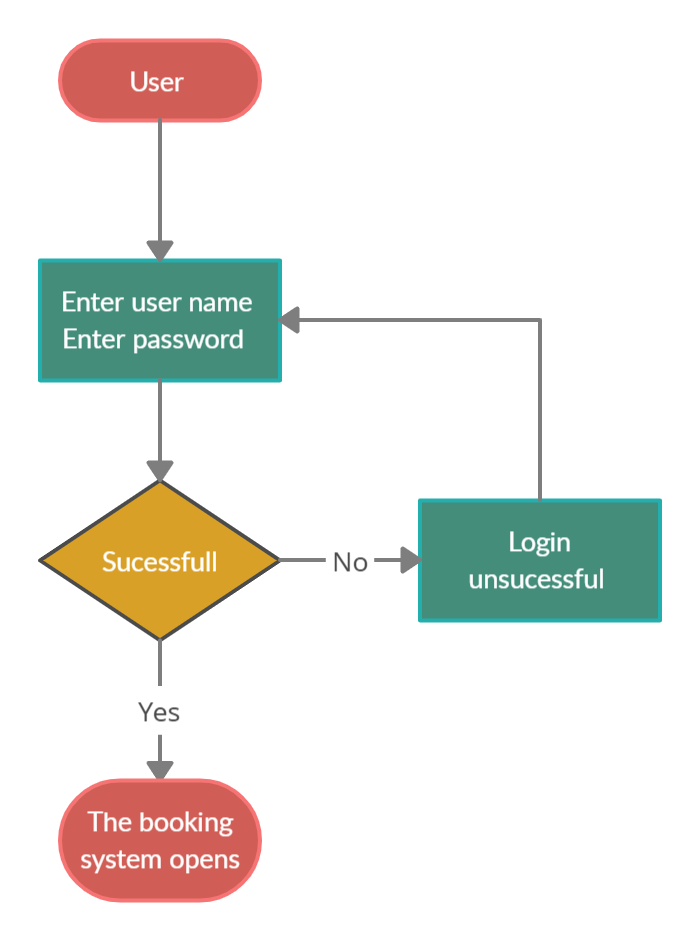 User
Enter user name
Enter password
Sucessfull
No
Login
unsucessful
Yes
The booking
system opens